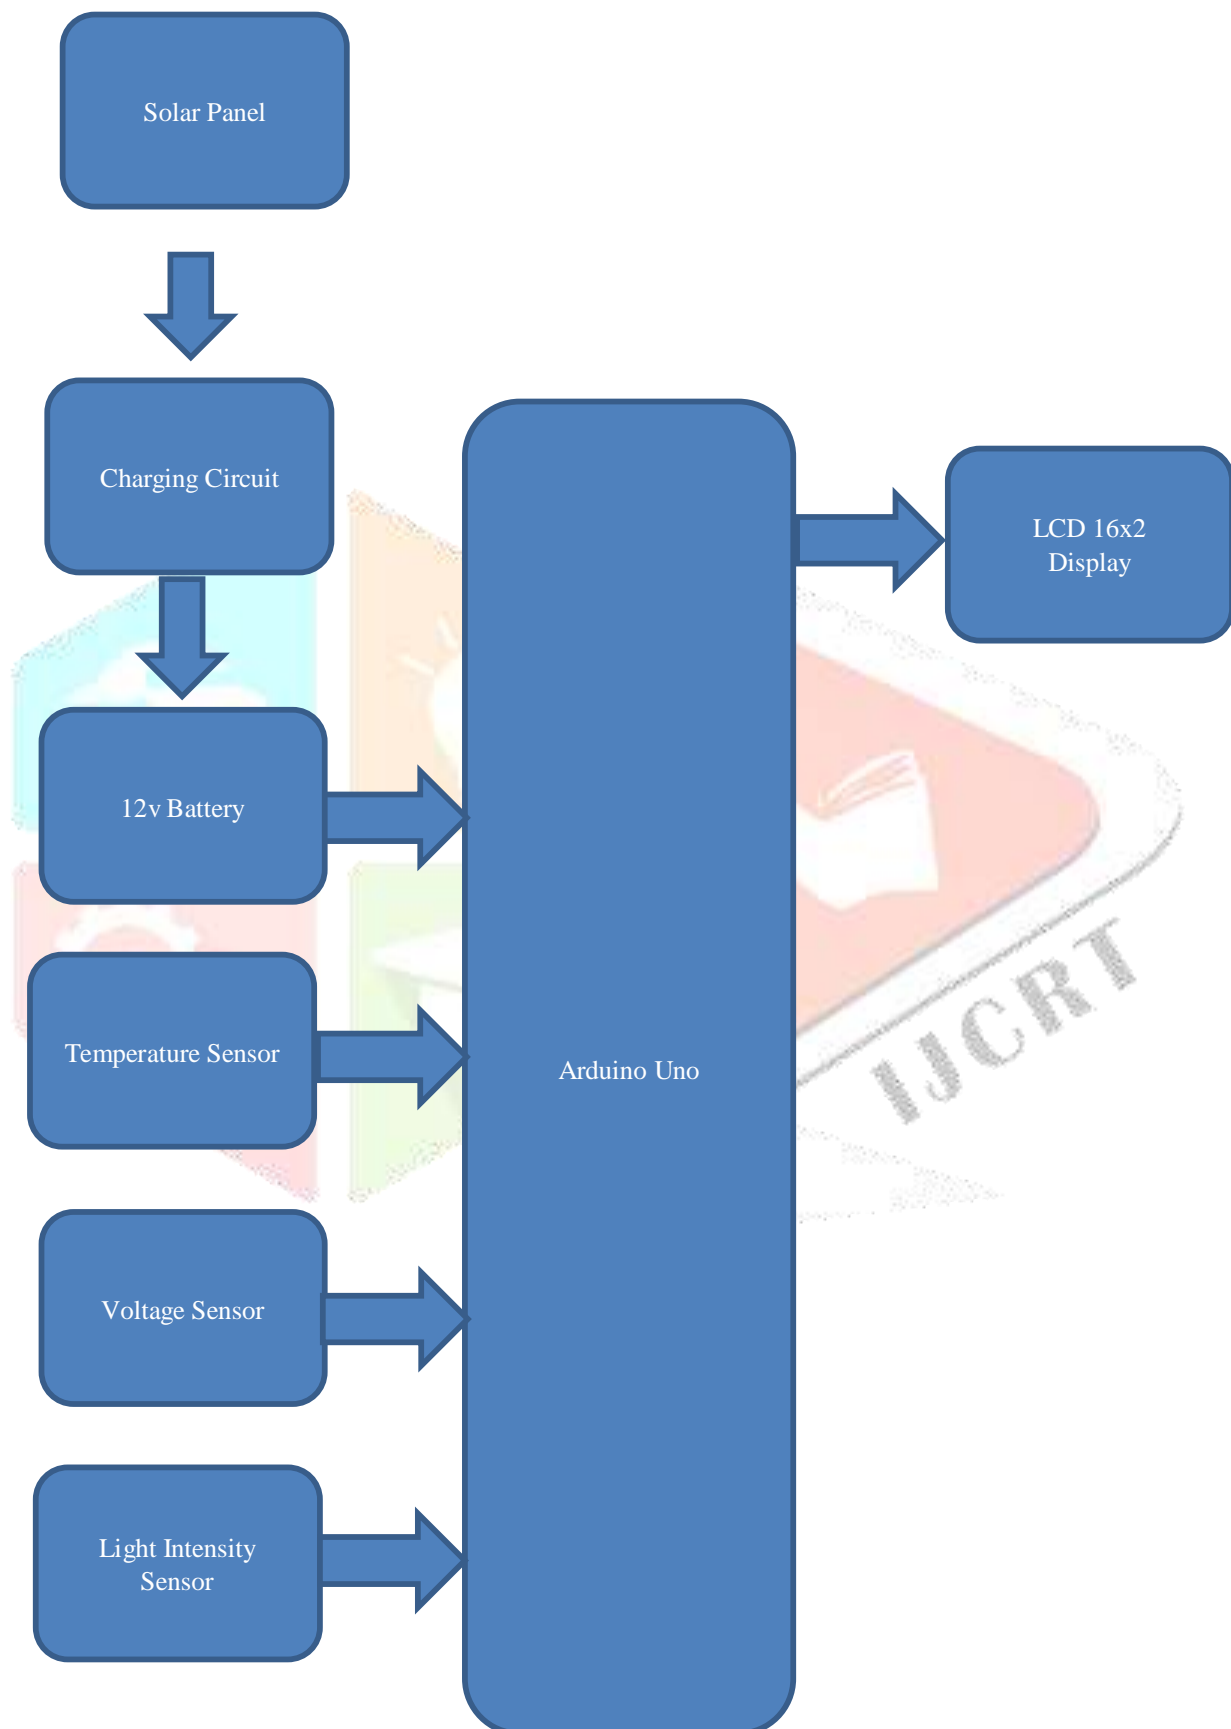 Solar Panel
Charging Circuit
LCD 16x2
Display
12v Battery
Temperature Sensor
Arduino Uno
IJCRT
Voltage Sensor
Light Intensity
Sensor